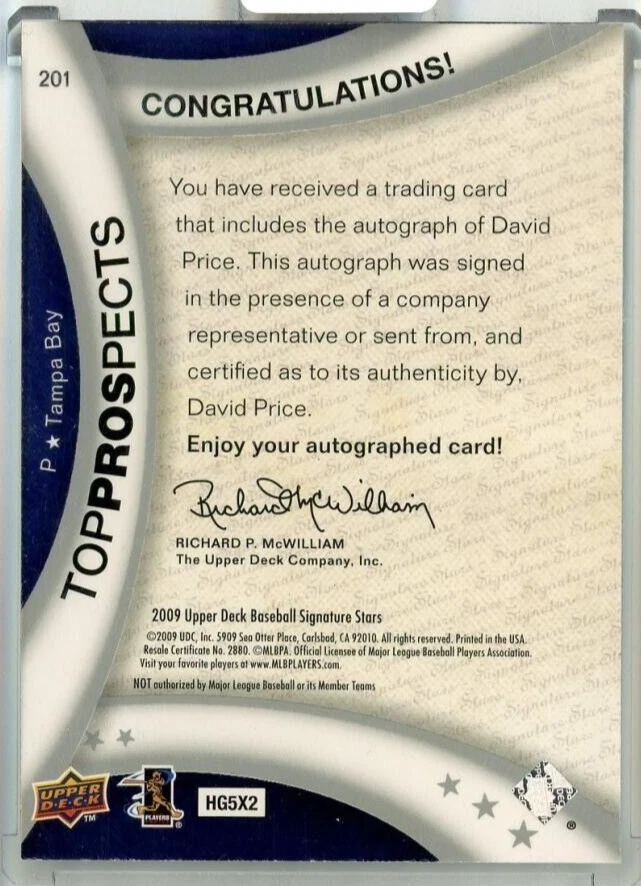 201
CONGRATULATIONS!
You have received a trading card
that includes the autograph of David
Price. This autograph was signed
in the presence of a company
representative or sent from, and
certified as to its authenticity by,
David Price.
Enjoy your autographed card!
Richard P McWilliam
RICHARD P. McWILLIAM
The Upper Deck Company, Inc.
2009 Upper Deck Baseball Signature Stars
©2009 UDC, Inc. 5909 Sea Otter Place, Carlsbad, CA 92010. All rights reserved. Printed in the USA.
Resale Certificate No. 2880. ©MLBPA. Official Licensee of Major League Baseball Players Association.
Visit your favorite players at www.MLBPLAYERS.com.
NOT authorized by Major League Baseball or its Member Teams
TOPPROSPECTS
P ★ Tampa Bay
UPPER
D·E·C·K
TM
PLAYERS
®
HG5X2
®